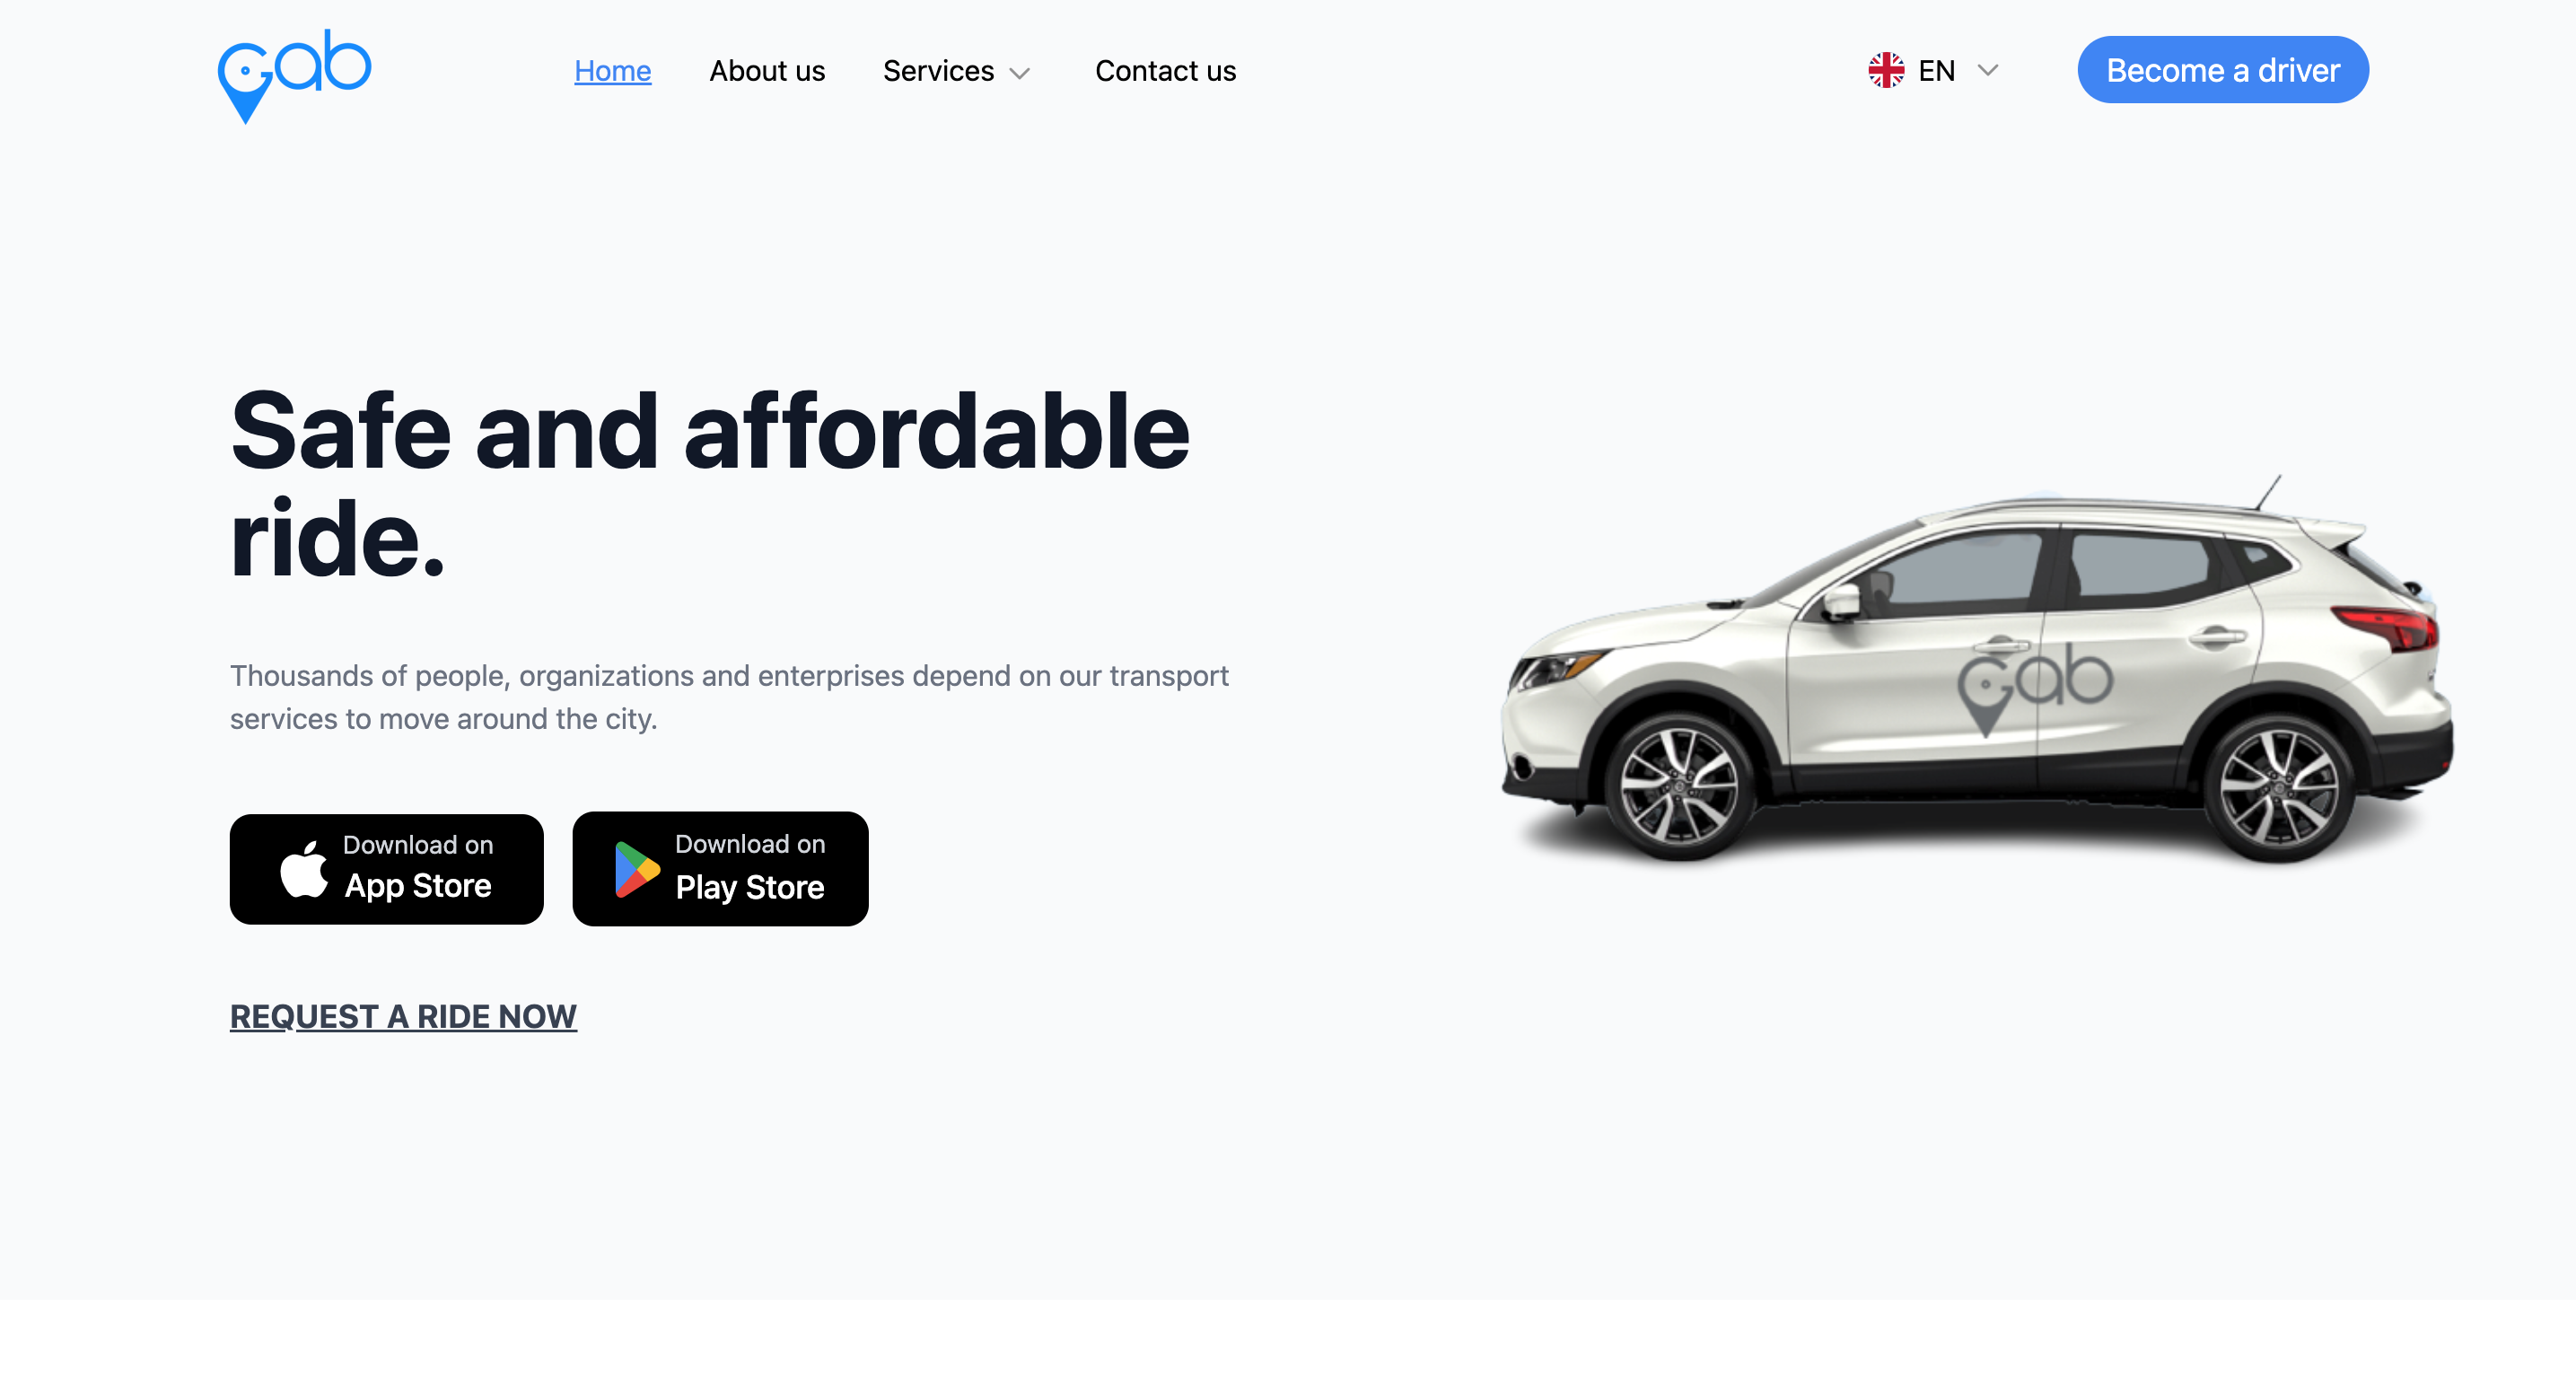 Gab
Home
About us
Services
Contact us
EN
Become a driver
Safe and affordable
ride.
Thousands of people, organizations and enterprises depend on our transport
services to move around the city.
Download on
App Store
Download on
Play Store
REQUEST A RIDE NOW
Gab